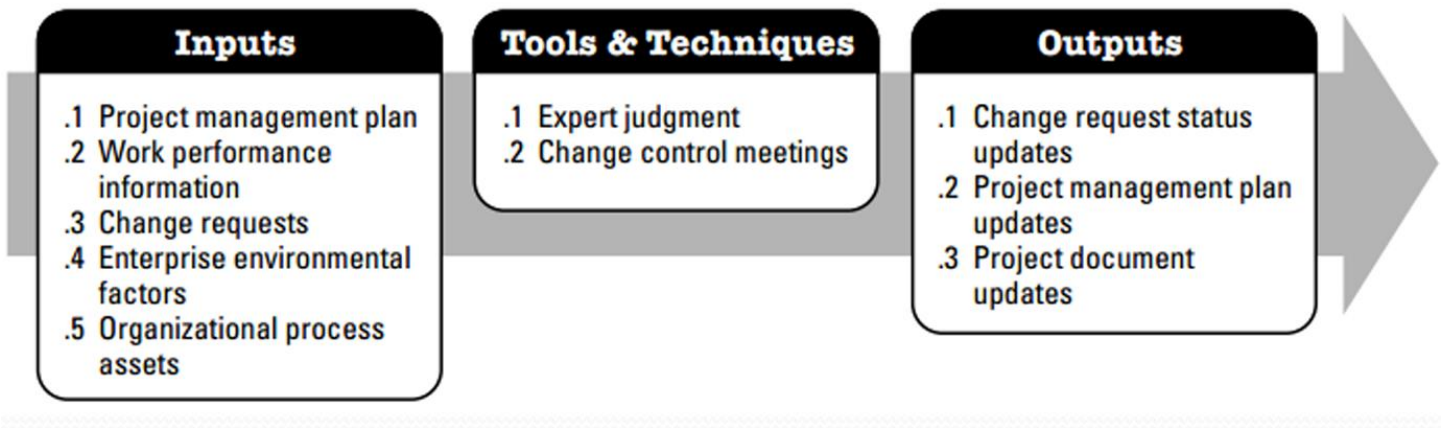 Inputs
.1 Project management plan
.2 Work performance
information
.3 Change requests
.4 Enterprise environmental
factors
.5 Organizational process
assets
Tools & Techniques
.1 Expert judgment
.2 Change control meetings
Outputs
.1 Change request status
updates
.2 Project management plan
updates
.3 Project document
updates